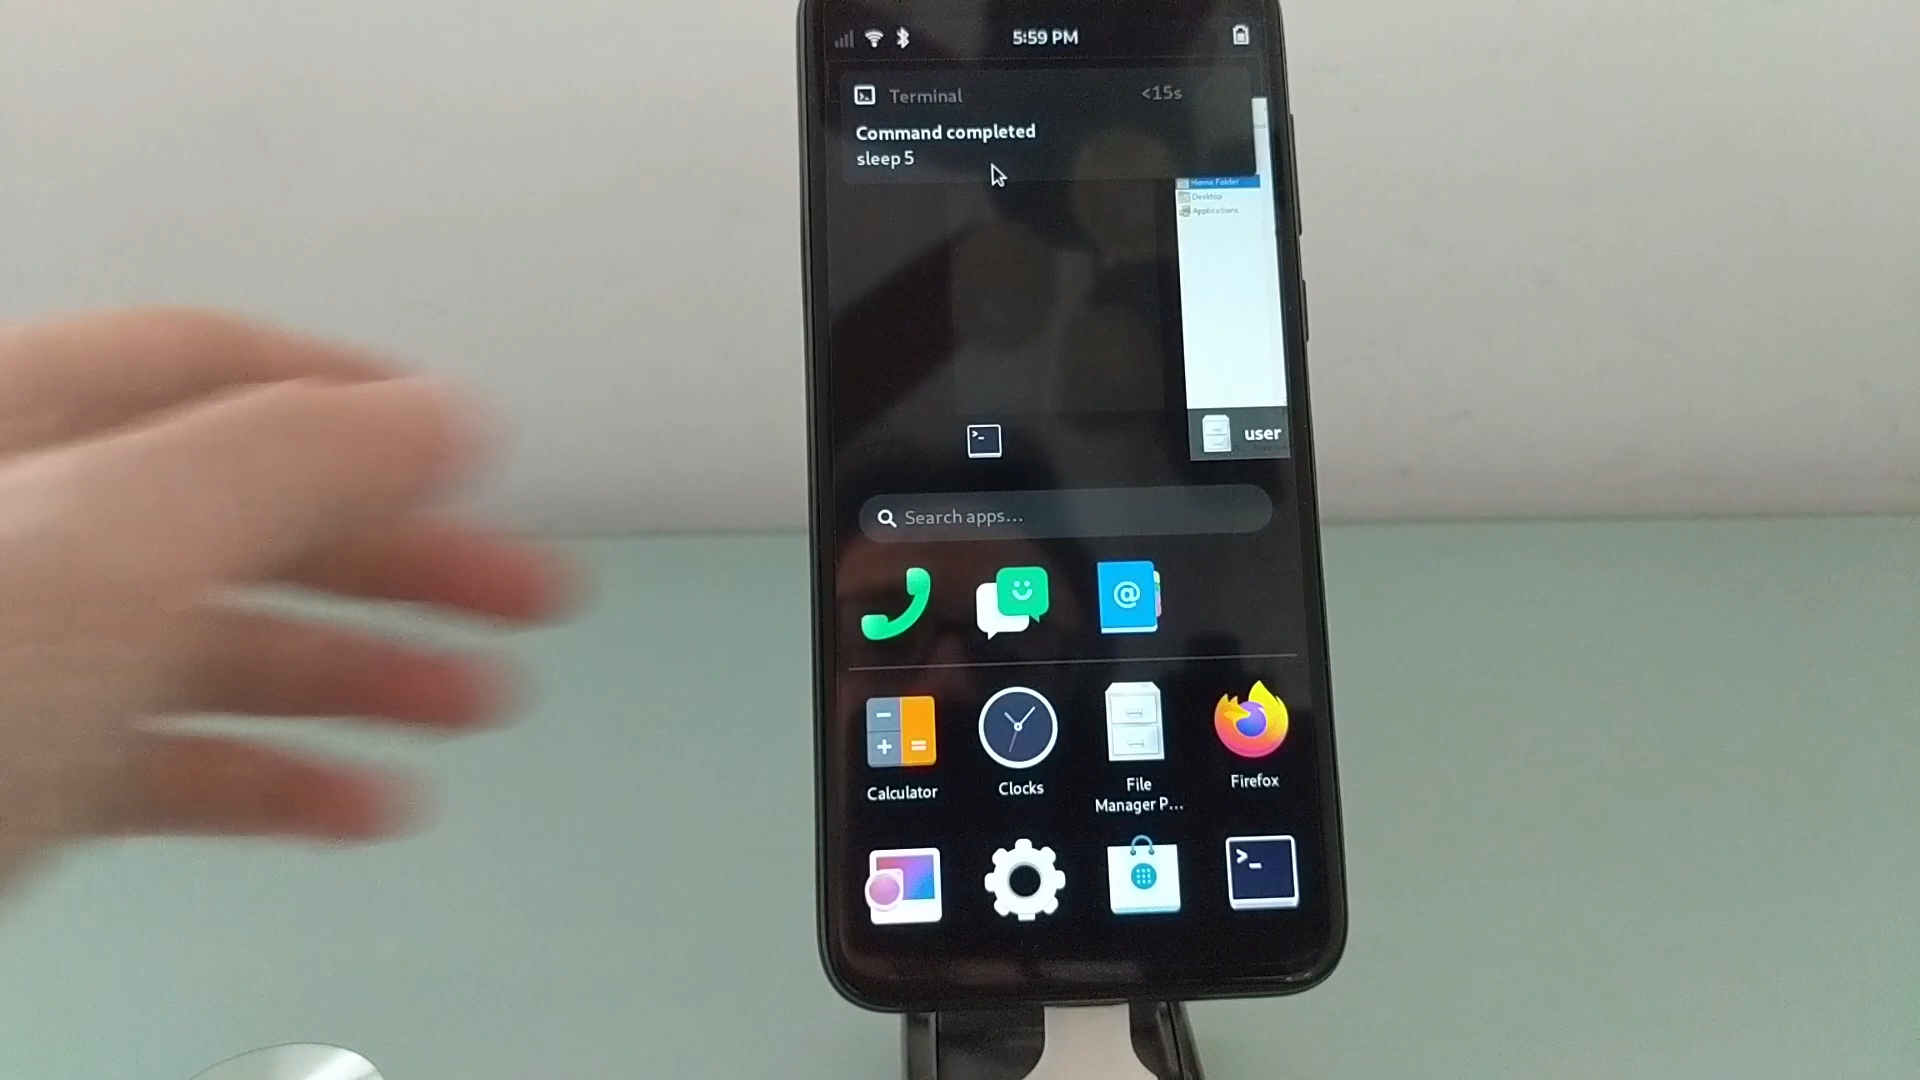 5:59 PM
Terminal
<15s
Command completed
sleep 5
Home Folder
Desktop
Applications
>-
user
Search apps...
@
Calculator
Clocks
File
Manager P...
Firefox
>_